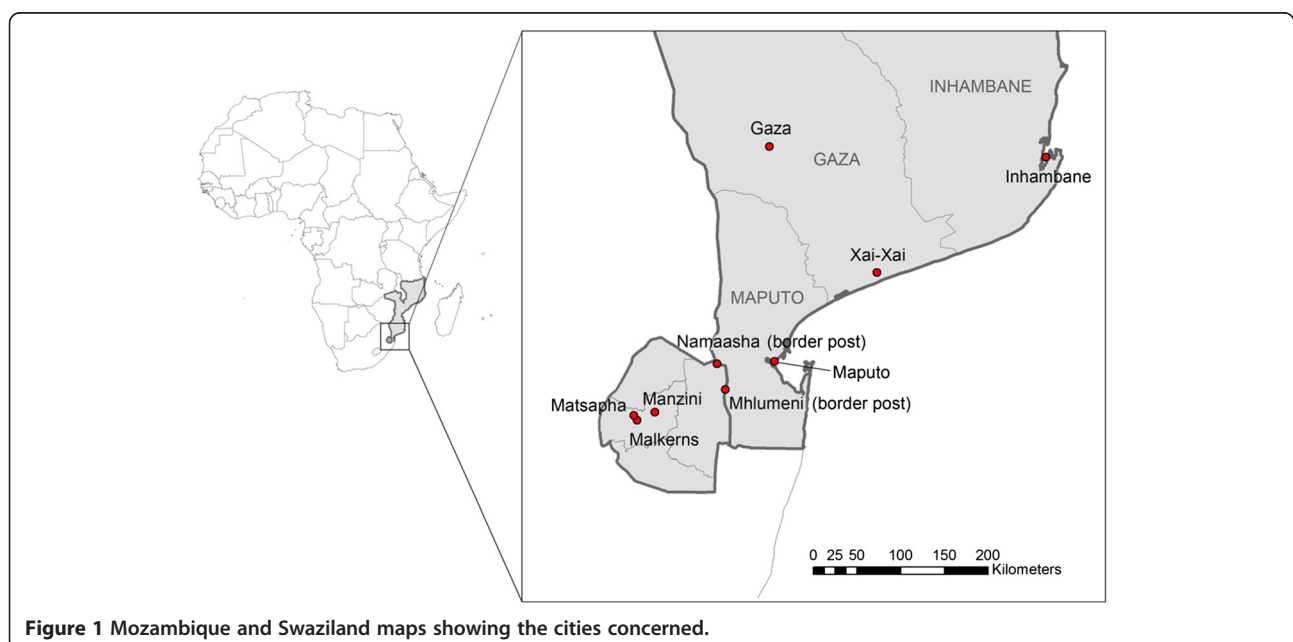 INHAMBANE
Gaza
GAZA
Inhambane
Xai-Xai
MAPUTO
Namaasha (border post)
Maputo
Matsapha
Manzini
Mhlumeni (border post)
Malkerns
0 25 50 100 150 200
Kilometers
Figure 1 Mozambique and Swaziland maps showing the cities concerned.